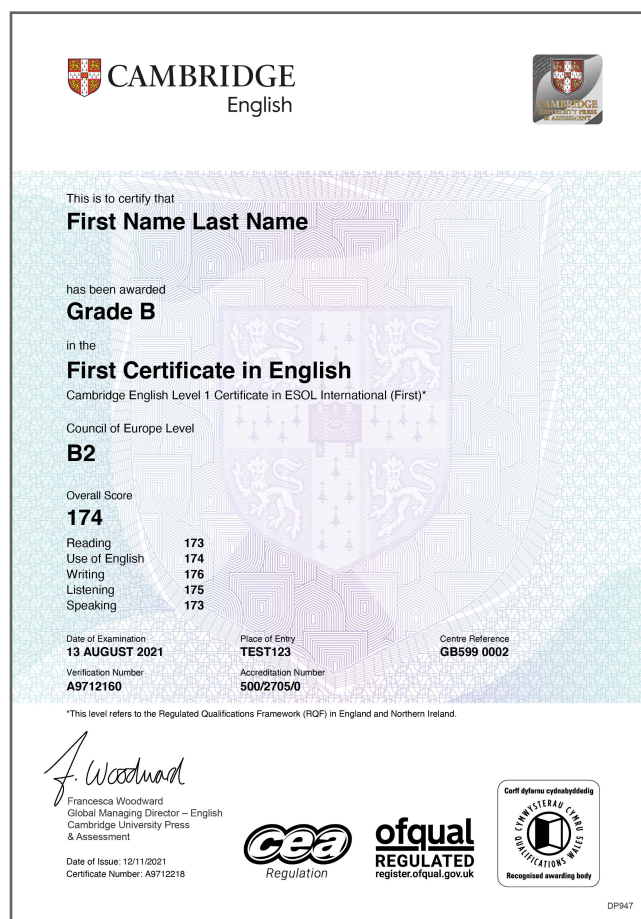 CAMBRIDGE
English
CAMBRIDGE
UNIVERSITY PRESS
& ASSESSMENT
This is to certify that
First Name Last Name
has been awarded
Grade B
in the
First Certificate in English
Cambridge English Level 1 Certificate in ESOL International (First)*
Council of Europe Level
B2
Overall Score
174
Reading 173
Use of English 174
Writing 176
Listening 175
Speaking 173
Date of Examination Place of Entry Centre Reference
13 AUGUST 2021 TEST123 GB599 0002
Verification Number Accreditation Number
A9712160 500/2705/0
*This level refers to the Regulated Qualifications Framework (RQF) in England and Northern Ireland.
f. Woodward
Francesca Woodward
Global Managing Director – English
Cambridge University Press
& Assessment
Date of Issue: 12/11/2021
Certificate Number: A9712218
cea
Regulation
ofqual
REGULATED
register.ofqual.gov.uk
Corff dyfarnu cydnabyddedig
CYMWYSTERAU CYMRU
QUALIFICATIONS WALES
Recognised awarding body
DP947